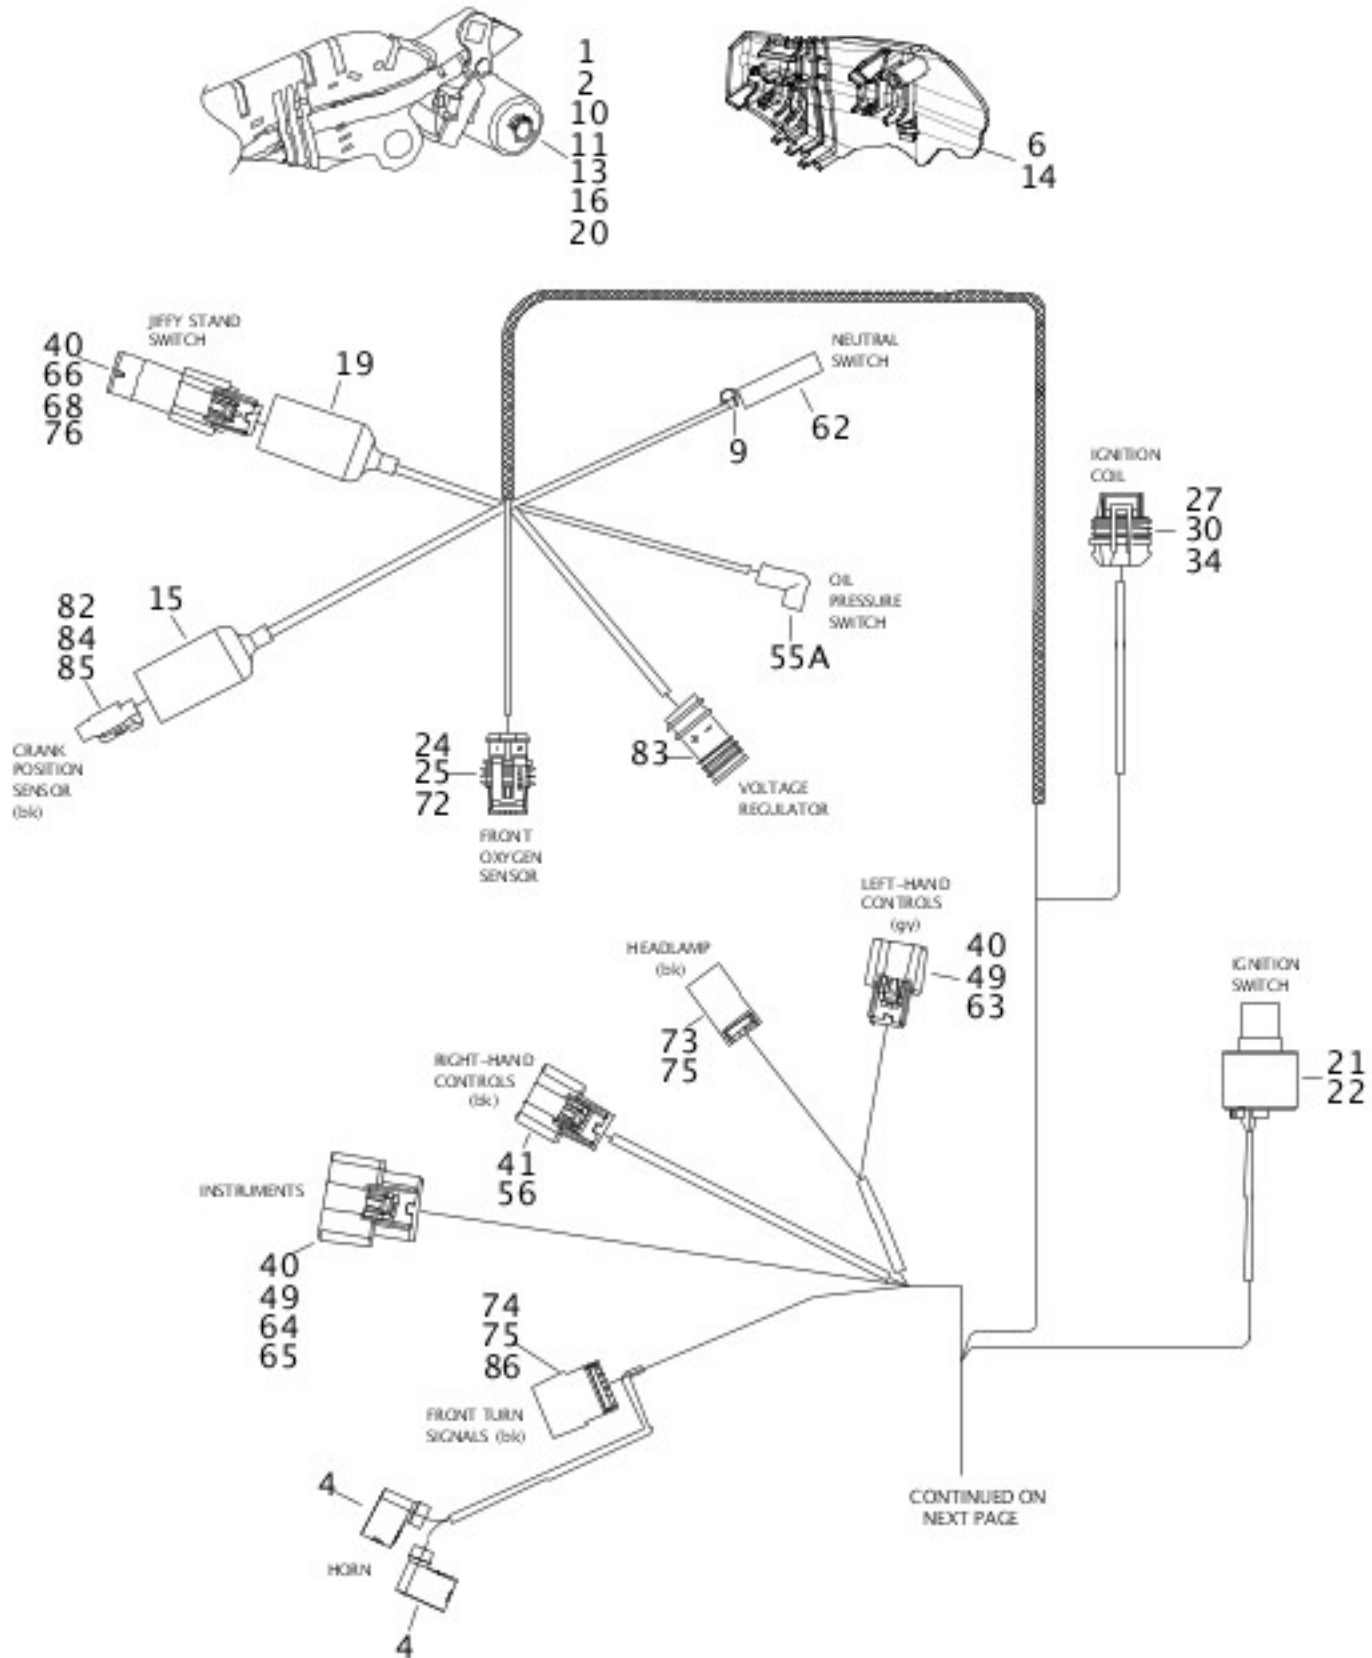 1
2
10
11
13
16
20
6
14
JIFFY STAND
SWITCH
40
66
68
76
19
NEUTRAL
SWITCH
62
9
IGNITION
COIL
27
30
34
OIL
PRESSURE
SWITCH
55A
82
84
85
15
CRANK
POSITION
SENSOR
(bk)
24
25
72
FRONT
OXYGEN
SENSOR
83
VOLTAGE
REGULATOR
LEFT-HAND
CONTROLS
(gy)
40
49
63
HEADLAMP
(bk)
73
75
IGNITION
SWITCH
21
22
RIGHT-HAND
CONTROLS
(bk)
41
56
INSTRUMENTS
40
49
64
65
74
75
86
FRONT TURN
SIGNALS (bk)
4
HORN
4
CONTINUED ON
NEXT PAGE